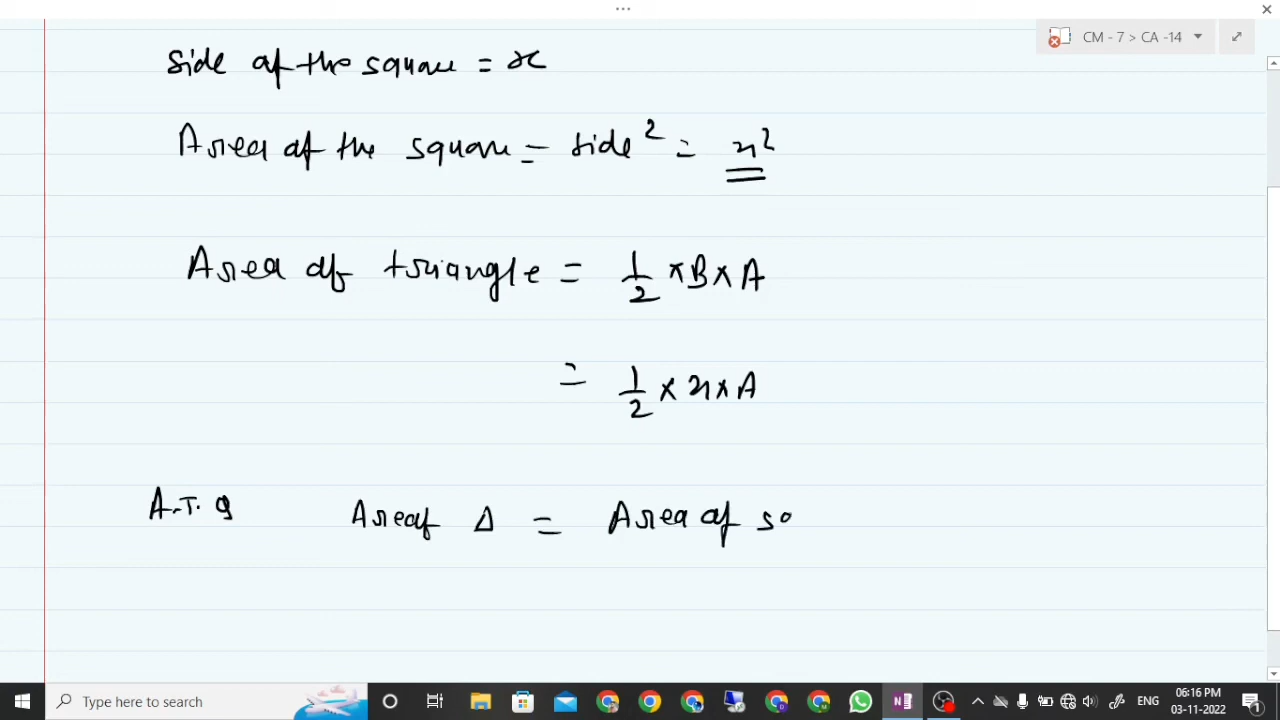 CM - 7 > CA -14
Side of the square = x
Area of the square = side² = x²
Area of triangle = 1/2 × B × A
= 1/2 × x × A
A.T.Q Area of Δ = Area of sq
Type here to search
ENG
06:16 PM
03-11-2022
1